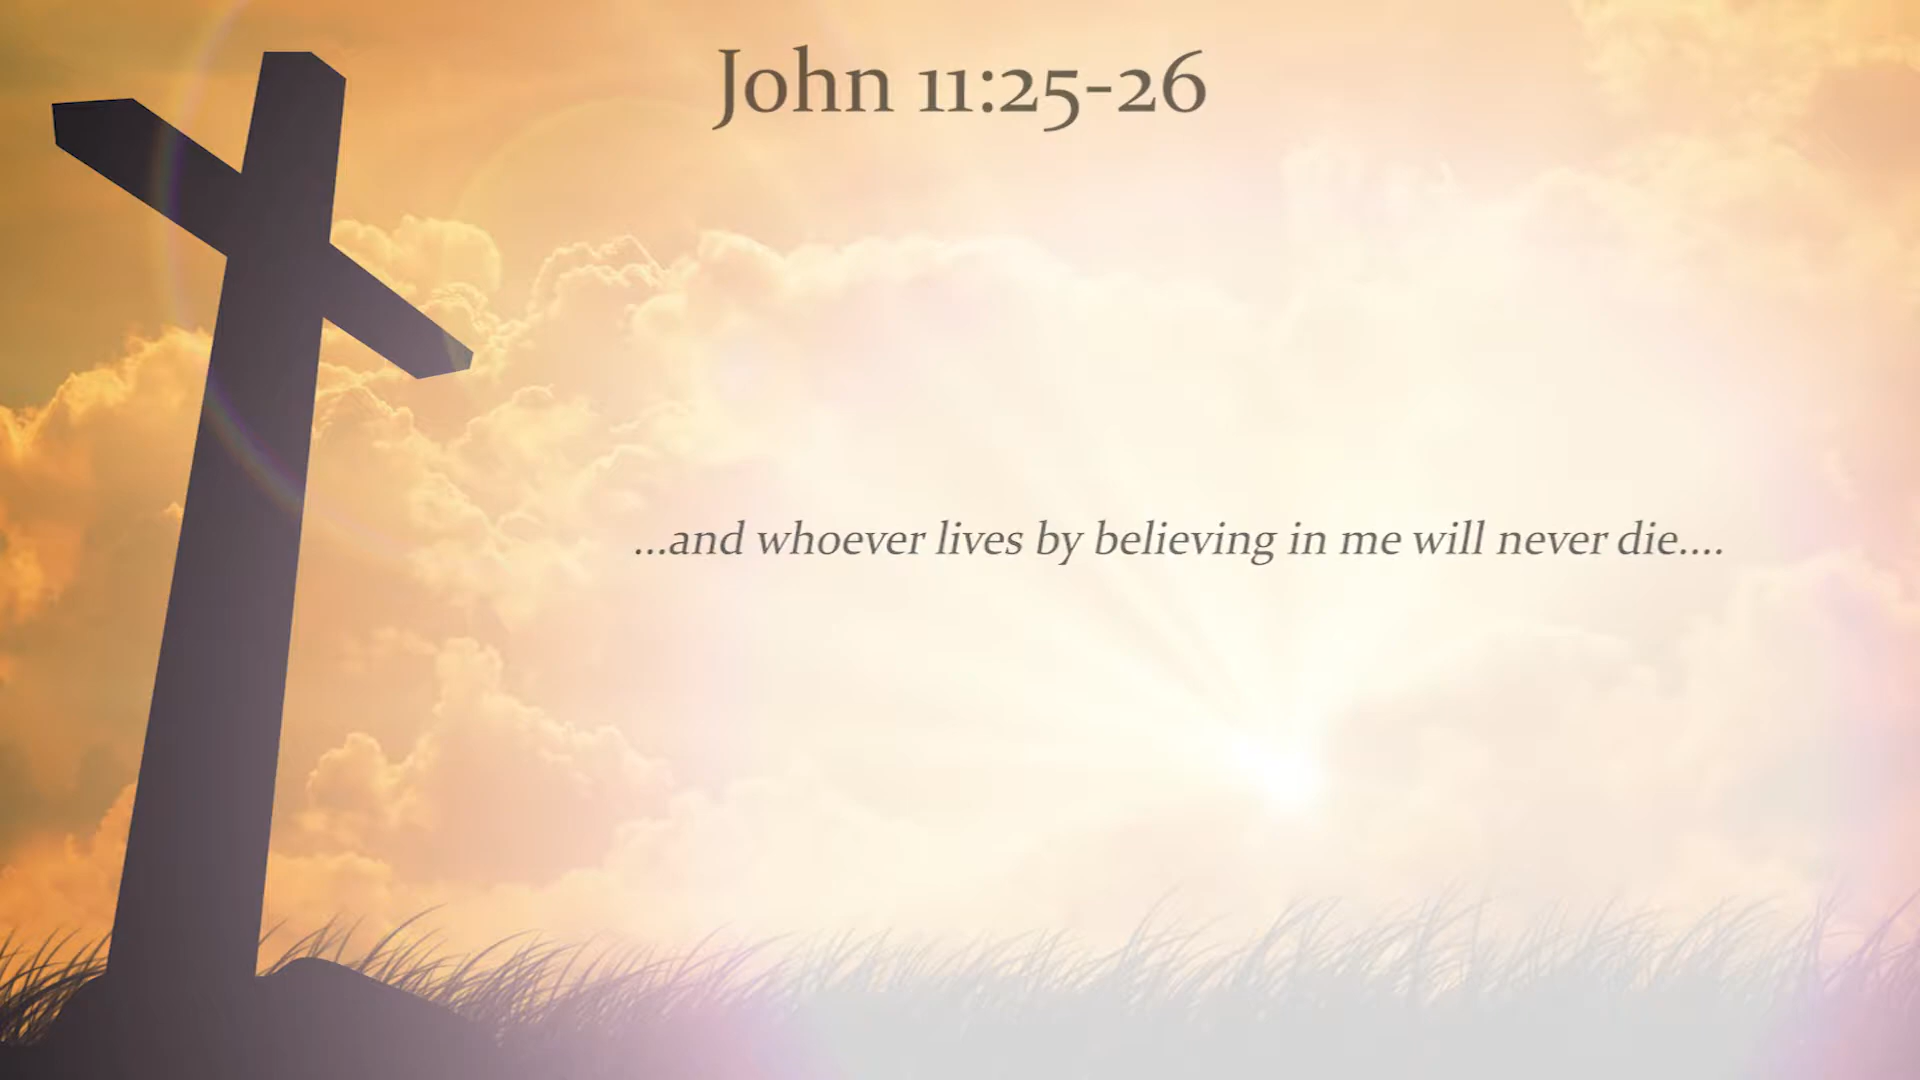 John 11:25-26
...and whoever lives by believing in me will never die....